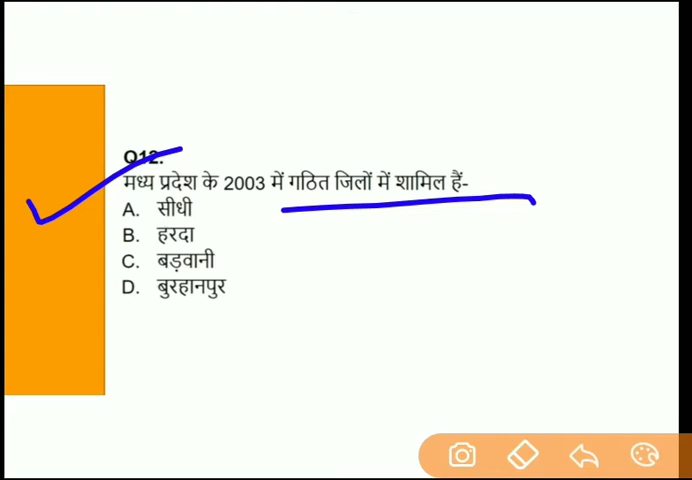 Q12.
मध्य प्रदेश के 2003 में गठित जिलों में शामिल हैं-
A. सीधी
B. हरदा
C. बड़वानी
D. बुरहानपुर